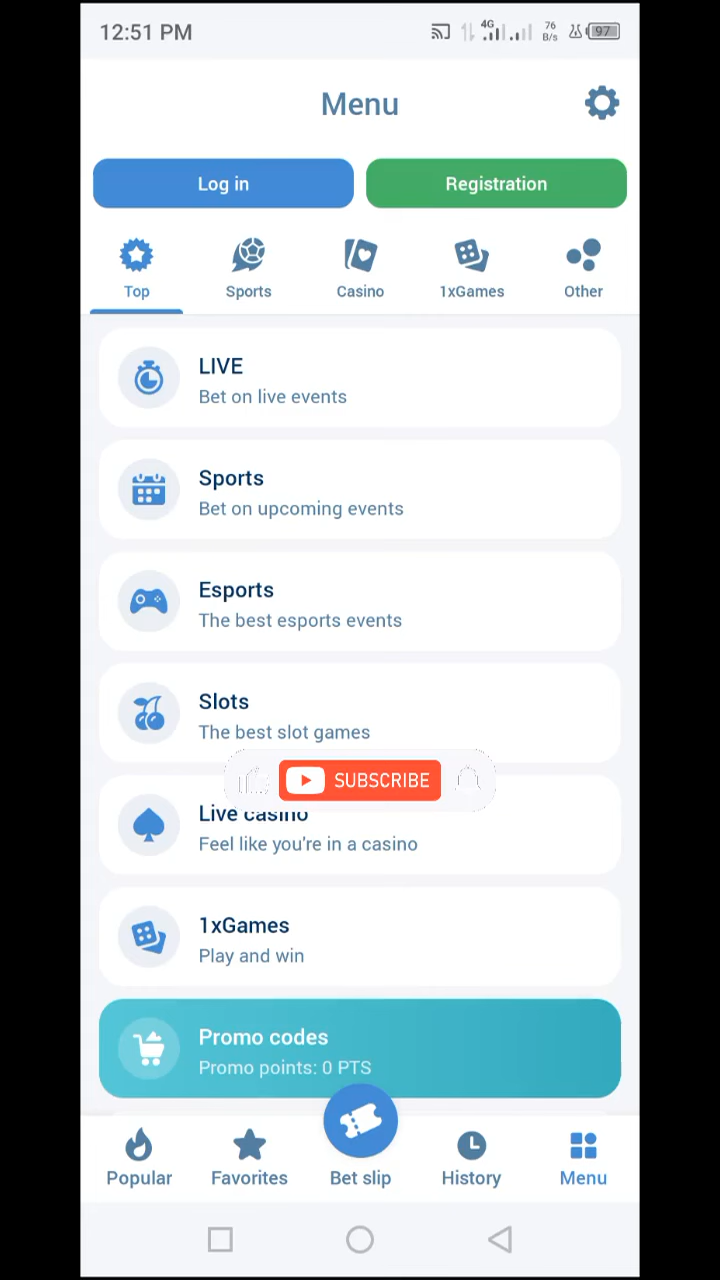 12:51 PM
4G
76
B/s
97
Menu
Log in
Registration
Top
Sports
Casino
1xGames
Other
LIVE
Bet on live events
Sports
Bet on upcoming events
Esports
The best esports events
Slots
The best slot games
SUBSCRIBE
Live casino
Feel like you're in a casino
1xGames
Play and win
Promo codes
Promo points: 0 PTS
Popular
Favorites
Bet slip
History
Menu